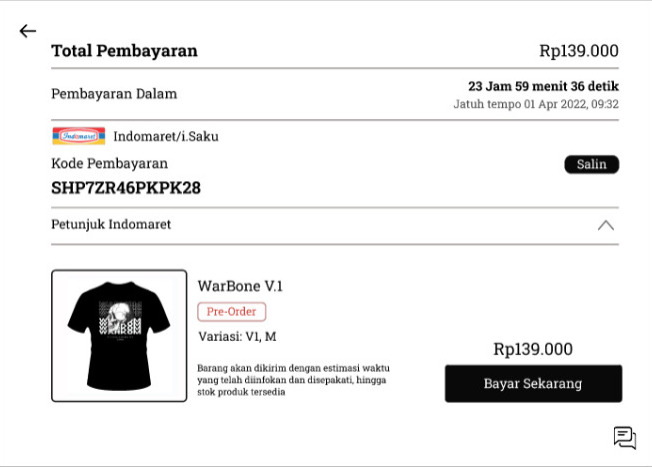 Total Pembayaran Rp139.000
Pembayaran Dalam 23 Jam 59 menit 36 detik
Jatuh tempo 01 Apr 2022, 09:32
Indomaret Indomaret/i.Saku
Kode Pembayaran Salin
SHP7ZR46PKPK28
Petunjuk Indomaret
WarBone V.1
Pre-Order
Variasi: V1, M
Barang akan dikirim dengan estimasi waktu
yang telah diinfokan dan disepakati, hingga
stok produk tersedia
Rp139.000
Bayar Sekarang